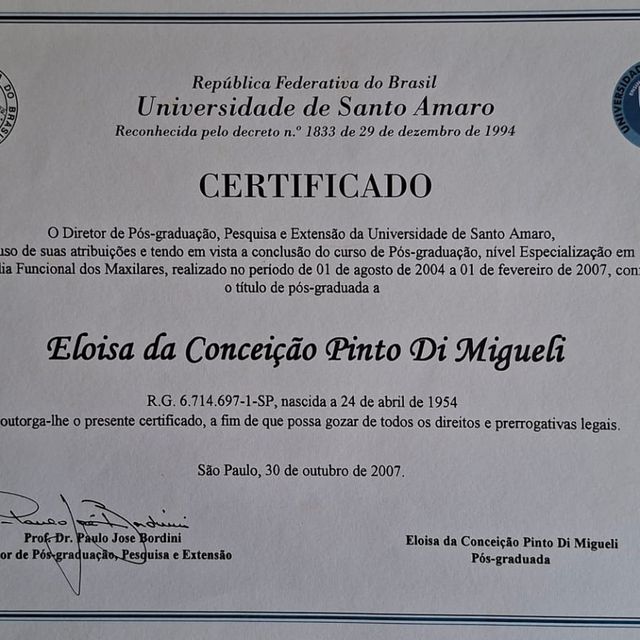 República Federativa do Brasil
Universidade de Santo Amaro
Reconhecida pelo decreto n.º 1833 de 29 de dezembro de 1994
DO BRASIL
UNIVERSIDADE
CERTIFICADO
O Diretor de Pós-graduação, Pesquisa e Extensão da Universidade de Santo Amaro,
uso de suas atribuições e tendo em vista a conclusão do curso de Pós-graduação, nível Especialização em
dia Funcional dos Maxilares, realizado no período de 01 de agosto de 2004 a 01 de fevereiro de 2007, con
o título de pós-graduada a
Eloisa da Conceição Pinto Di Migueli
R.G. 6.714.697-1-SP, nascida a 24 de abril de 1954
outorga-lhe o presente certificado, a fim de que possa gozar de todos os direitos e prerrogativas legais.
São Paulo, 30 de outubro de 2007.
Prof. Dr. Paulo Jose Bordini
or de Pós-graduação, Pesquisa e Extensão
Eloisa da Conceição Pinto Di Migueli
Pós-graduada